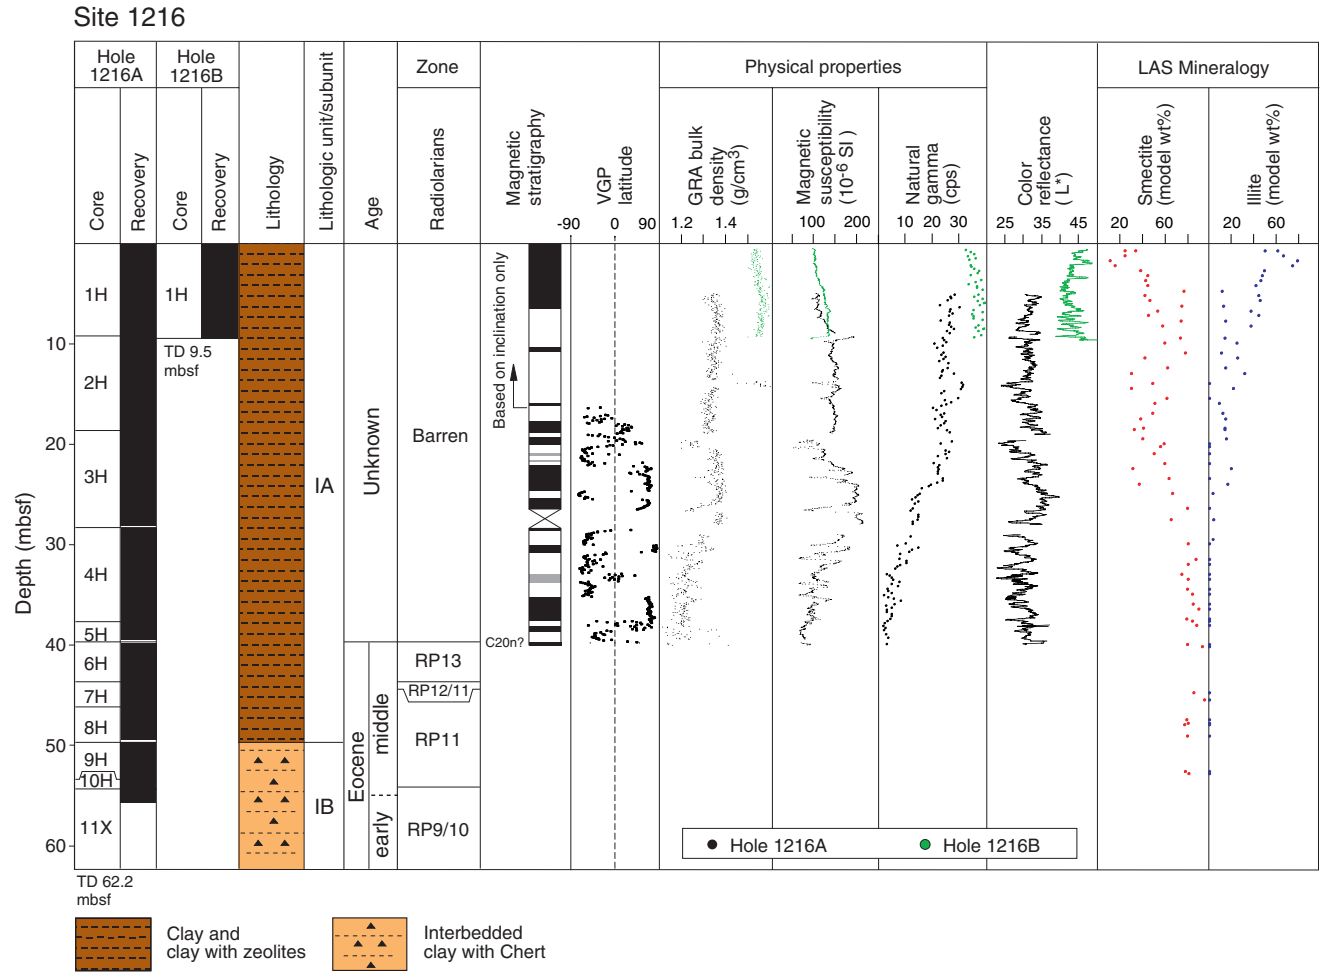 Site 1216
Hole
1216A
Hole
1216B
Zone
Physical properties
LAS Mineralogy
Core
Recovery
Core
Recovery
Lithology
Lithologic unit/subunit
Age
Radiolarians
Magnetic
stratigraphy
VGP
latitude
GRA bulk
density
(g/cm3)
Magnetic
susceptibility
(10-6 SI )
Natural
gamma
(cps)
Color
reflectance
( L*)
Smectite
(model wt%)
Illite
(model wt%)
-90 0 90
1.2 1.4
100 200
10 20 30
25 35 45
20 60
20 60
Depth (mbsf)
10
20
30
40
50
60
1H
2H
3H
4H
5H
6H
7H
8H
9H
10H
11X
TD 62.2
mbsf
1H
TD 9.5
mbsf
IA
IB
Unknown
Eocene
middle
early
Barren
RP13
RP12/11
RP11
RP9/10
Based on inclination only
C20n?
Hole 1216A
Hole 1216B
Clay and
clay with zeolites
Interbedded
clay with Chert